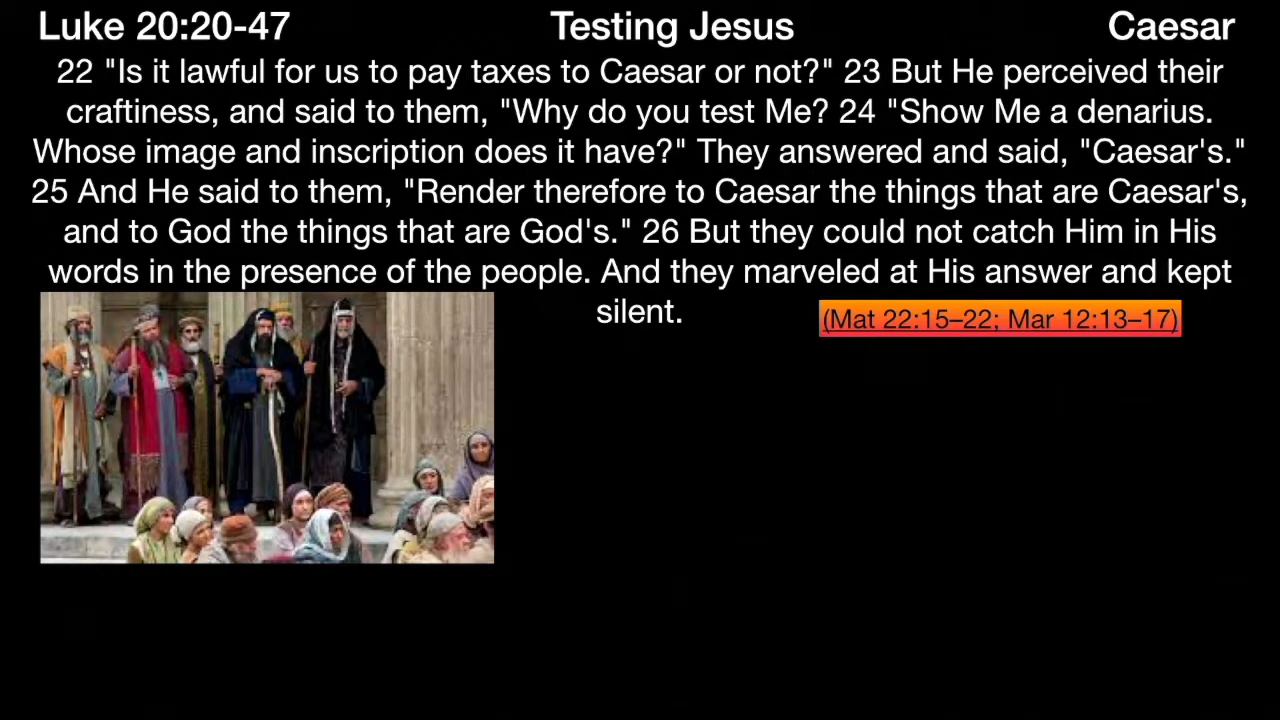 Luke 20:20-47 Testing Jesus Caesar
22 "Is it lawful for us to pay taxes to Caesar or not?" 23 But He perceived their
craftiness, and said to them, "Why do you test Me? 24 "Show Me a denarius.
Whose image and inscription does it have?" They answered and said, "Caesar's."
25 And He said to them, "Render therefore to Caesar the things that are Caesar's,
and to God the things that are God's." 26 But they could not catch Him in His
words in the presence of the people. And they marveled at His answer and kept
silent.
(Mat 22:15–22; Mar 12:13–17)